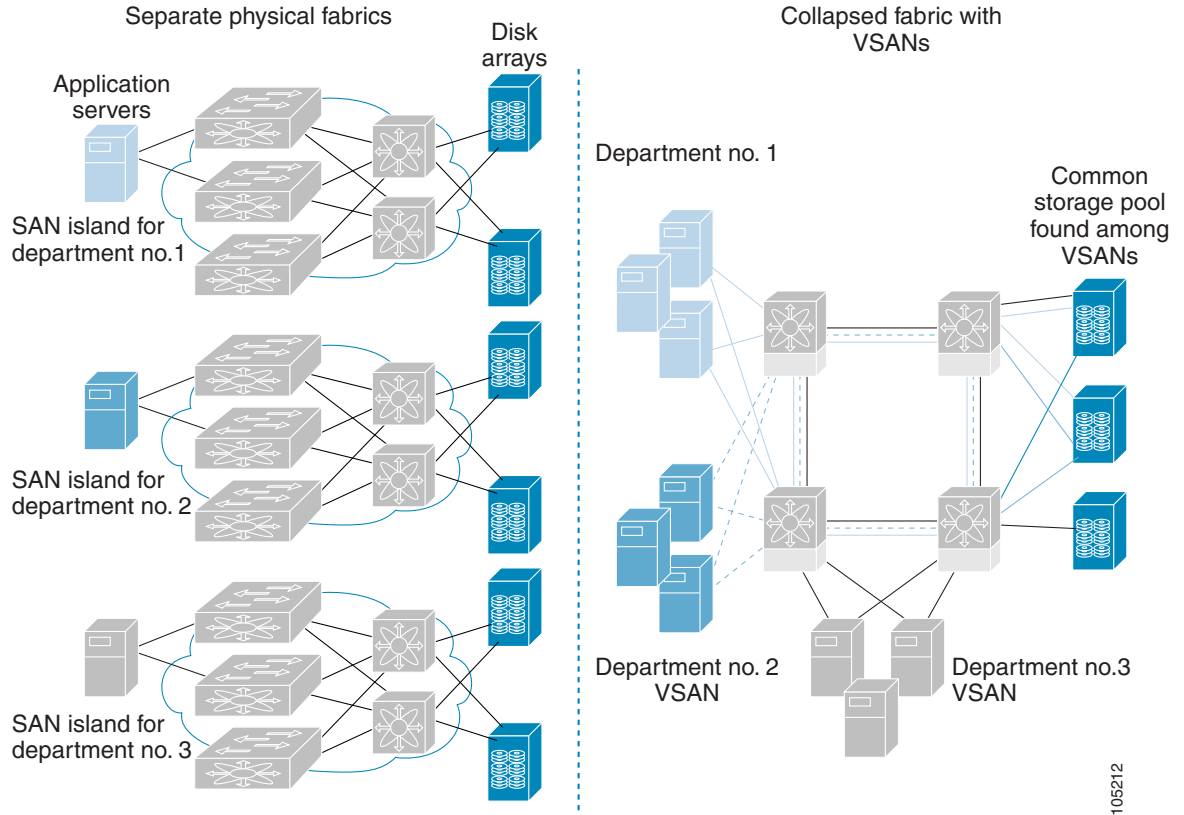 Separate physical fabrics
Disk
arrays
Application
servers
SAN island for
department no.1
SAN island for
department no. 2
SAN island for
department no. 3
Collapsed fabric with
VSANs
Department no. 1
Common
storage pool
found among
VSANs
Department no. 2
VSAN
Department no.3
VSAN
105212